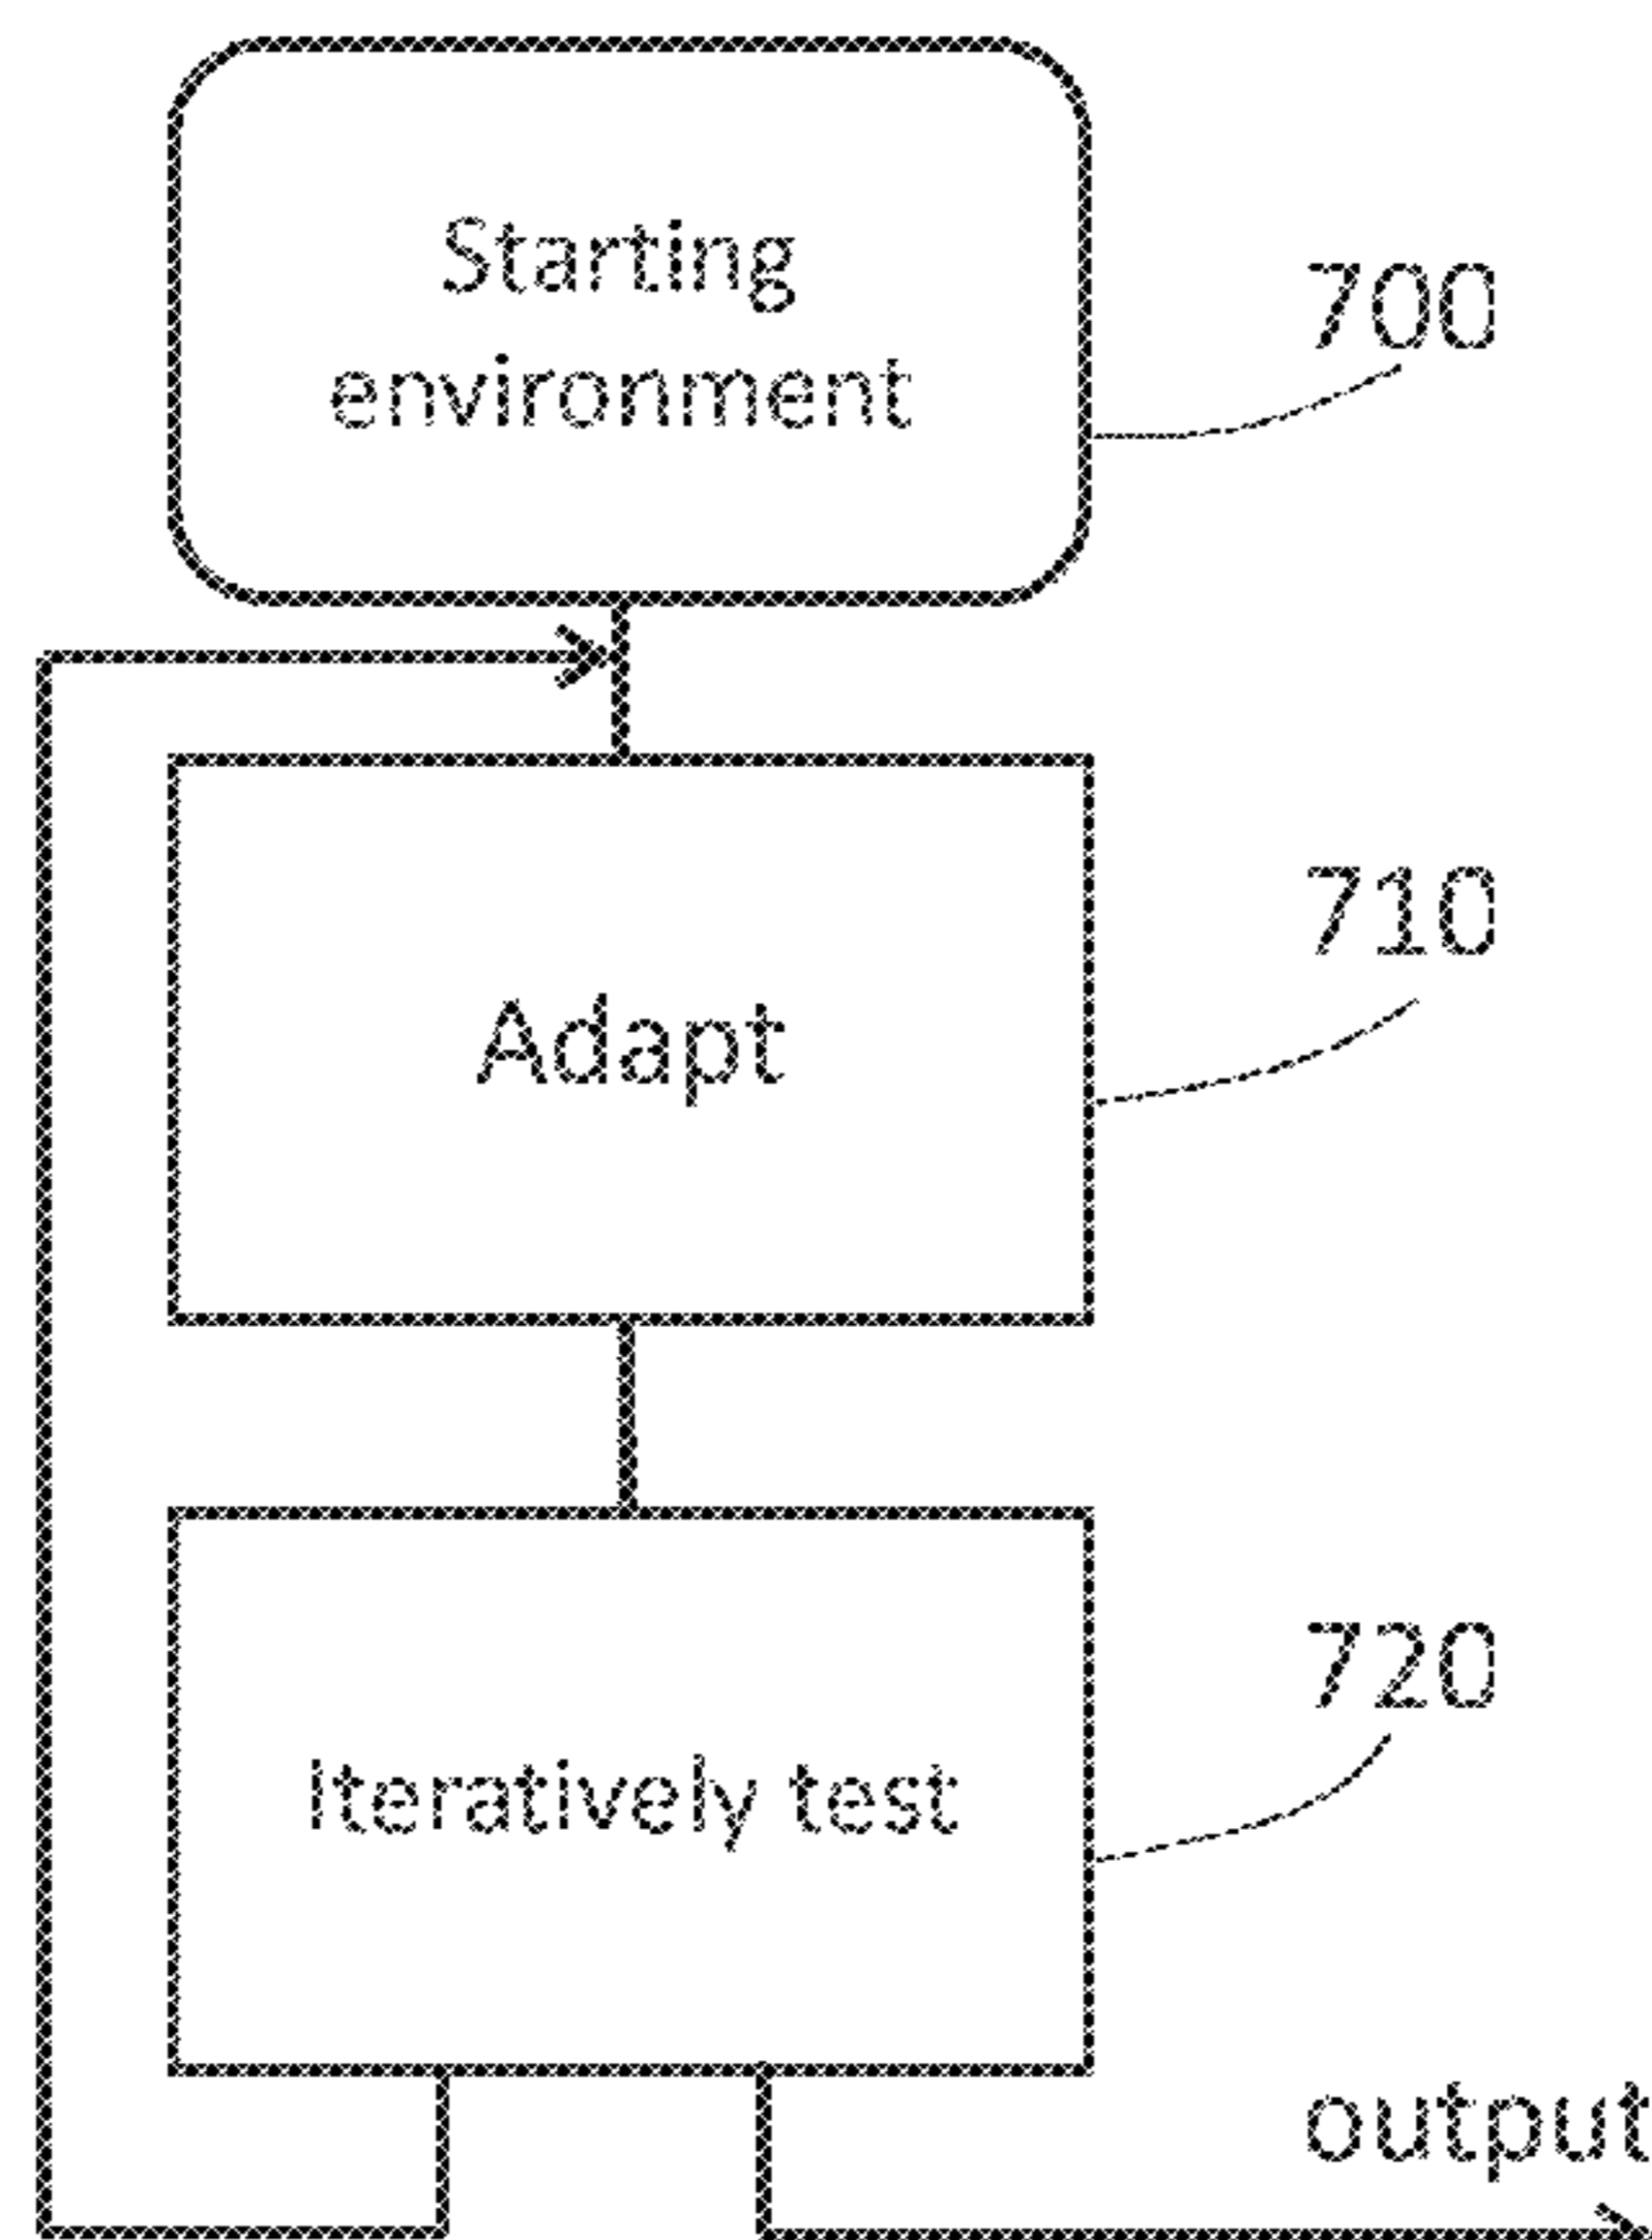 Starting
environment
700
710
Adapt
720
Iteratively test
output